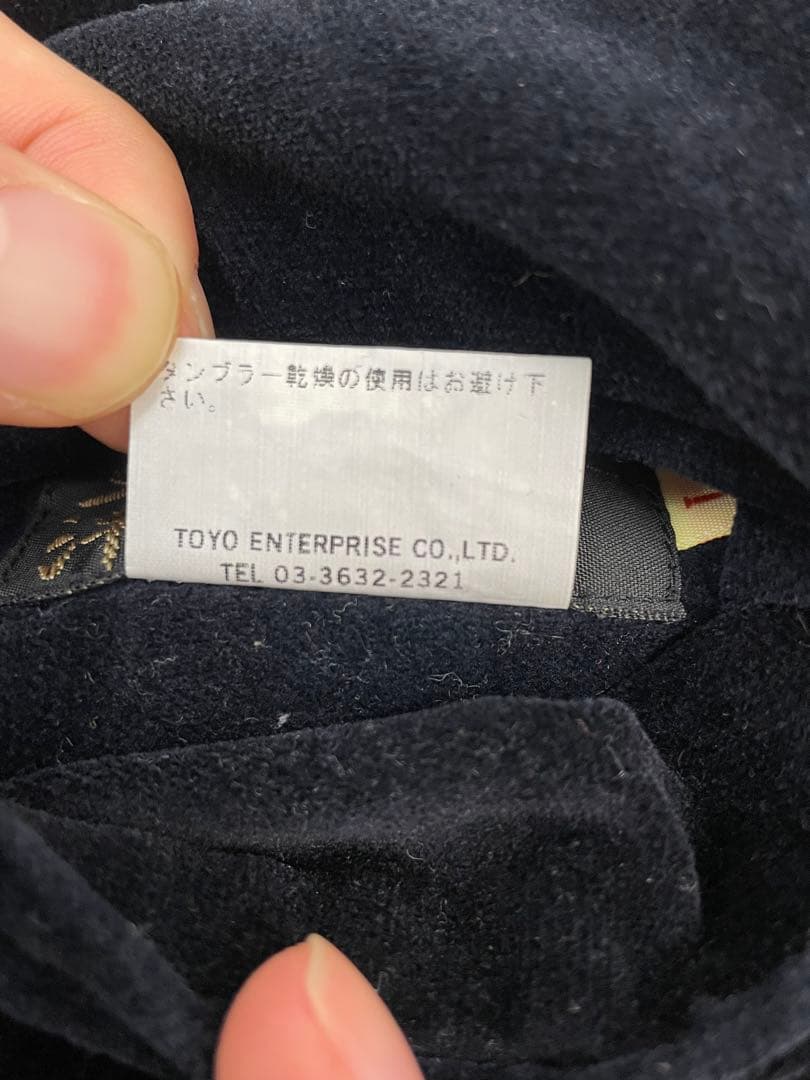 タンブラー乾燥の使用はお避け下
さい。
TOYO ENTERPRISE CO.,LTD.
TEL 03-3632-2321